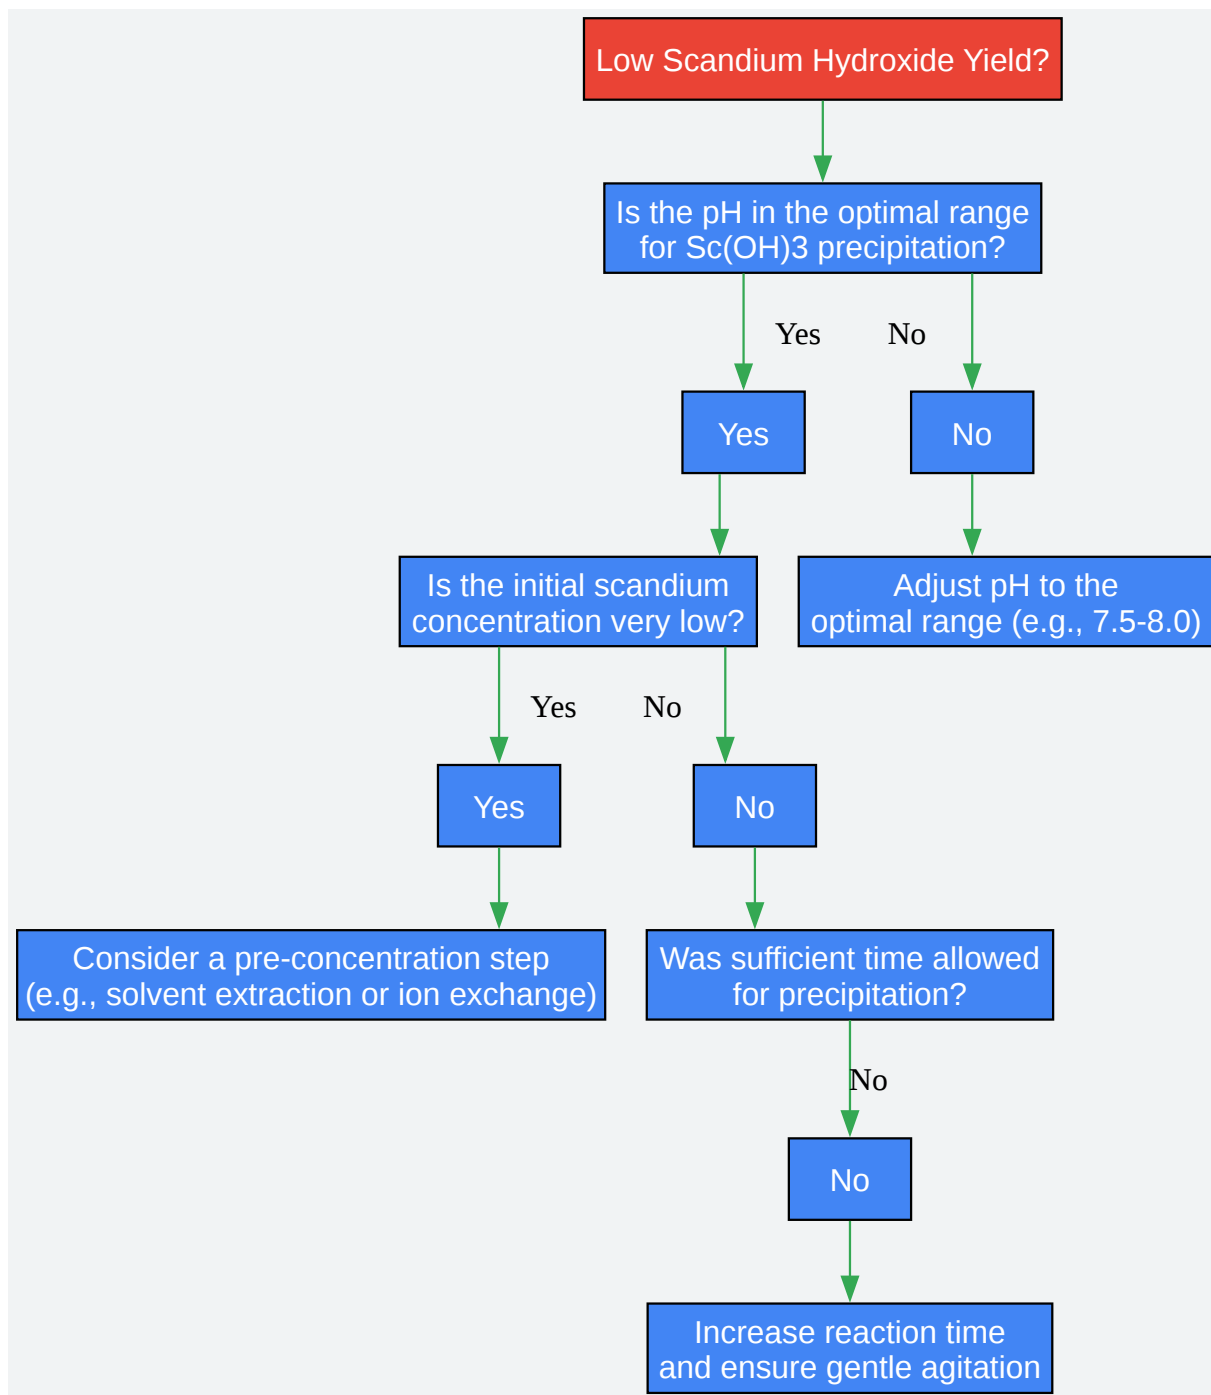 Low Scandium Hydroxide Yield?
Is the pH in the optimal range
for Sc(OH)3 precipitation?
Yes
No
Yes
No
Is the initial scandium
concentration very low?
Adjust pH to the
optimal range (e.g., 7.5-8.0)
Yes
No
Yes
No
Consider a pre-concentration step
(e.g., solvent extraction or ion exchange)
Was sufficient time allowed
for precipitation?
No
No
Increase reaction time
and ensure gentle agitation